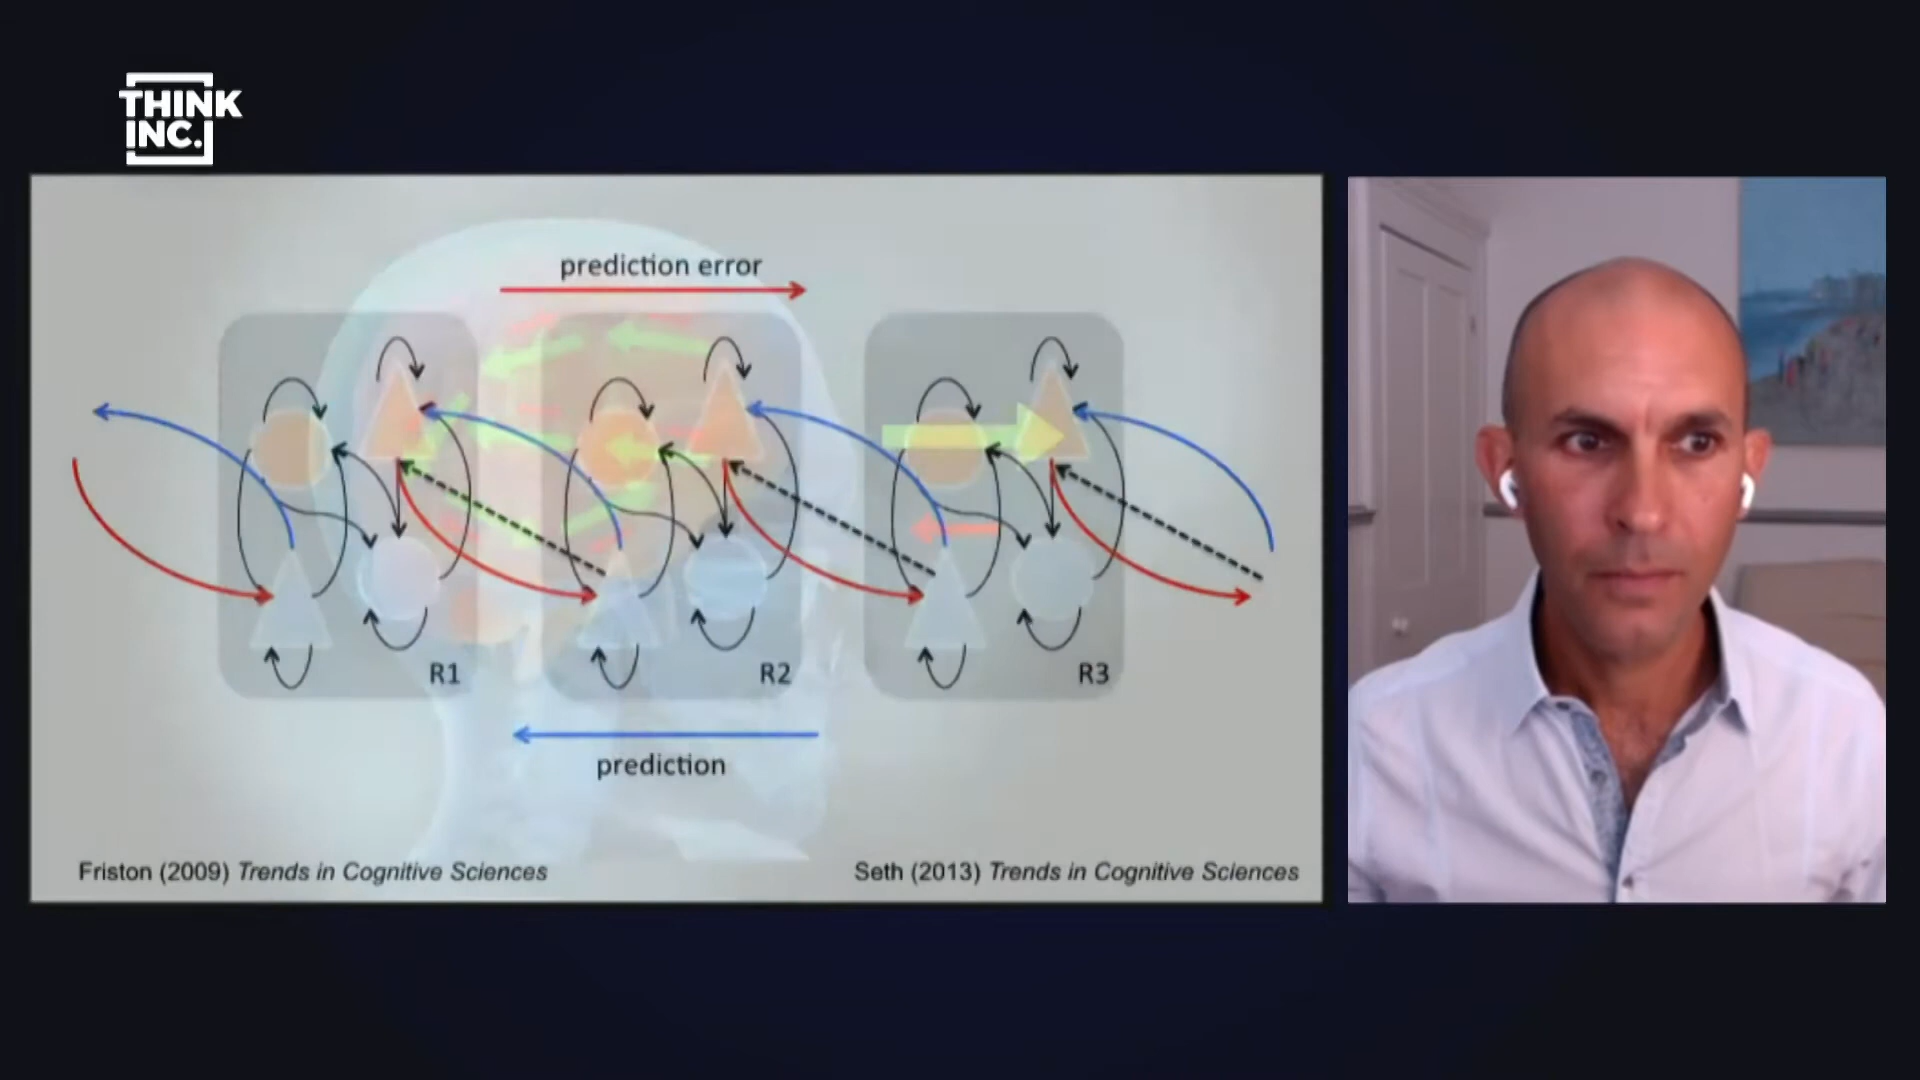 THINK
INC.
prediction error
R1
R2
R3
prediction
Friston (2009) Trends in Cognitive Sciences
Seth (2013) Trends in Cognitive Sciences